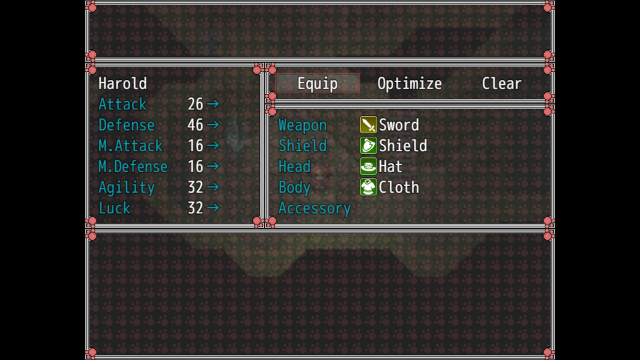 Harold
Attack 26→
Defense 46→
M.Attack 16→
M.Defense 16→
Agility 32→
Luck 32→
Equip Optimize Clear
Weapon Sword
Shield Shield
Head Hat
Body Cloth
Accessory